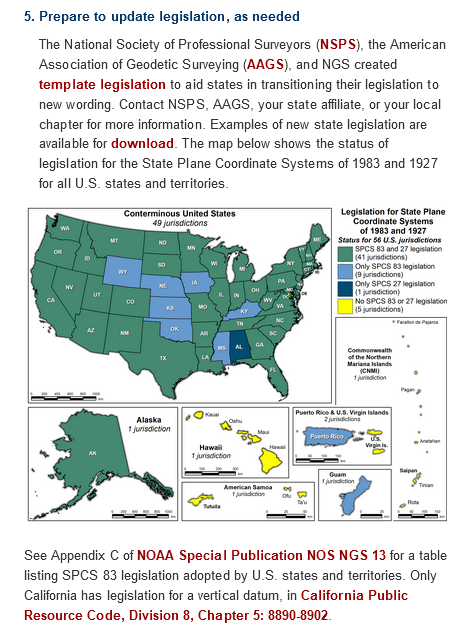 5. Prepare to update legislation, as needed
The National Society of Professional Surveyors (NSPS), the American
Association of Geodetic Surveying (AAGS), and NGS created
template legislation to aid states in transitioning their legislation to
new wording. Contact NSPS, AAGS, your state affiliate, or your local
chapter for more information. Examples of new state legislation are
available for download. The map below shows the status of
legislation for the State Plane Coordinate Systems of 1983 and 1927
for all U.S. states and territories.
Conterminous United States
49 jurisdictions
Legislation for State Plane
Coordinate Systems
of 1983 and 1927
Status for 56 U.S. jurisdictions
SPCS 83 and 27 legislation
(41 jurisdictions)
Only SPCS 83 legislation
(9 jurisdictions)
Only SPCS 27 legislation
(1 jurisdiction)
No SPCS 83 or 27 legislation
(5 jurisdictions)
WA
MT
ND
MN
ME
OR
ID
WY
SD
WI
MI
NY
VT
NV
UT
CO
NE
IA
IL
IN
OH
PA
CA
KS
MO
KY
WV
VA
AZ
NM
OK
AR
TN
NC
SC
TX
LA
MS
AL
GA
FL
DE
Farallon de Pajaros
Commonwealth
of the Northern
Mariana Islands
(CNMI)
1 jurisdiction
Pagan
Anatahan
Saipan
Tinian
Rota
Alaska
1 jurisdiction
AK
Kauai
Oahu
Maui
Hawaii
Hawaii
1 jurisdiction
American Samoa
1 jurisdiction
Ofu
Ta'u
Tutuila
Puerto Rico & U.S. Virgin Islands
2 jurisdictions
Puerto Rico
U.S.
Virgin Is.
Guam
1 jurisdiction
See Appendix C of NOAA Special Publication NOS NGS 13 for a table
listing SPCS 83 legislation adopted by U.S. states and territories. Only
California has legislation for a vertical datum, in California Public
Resource Code, Division 8, Chapter 5: 8890-8902.